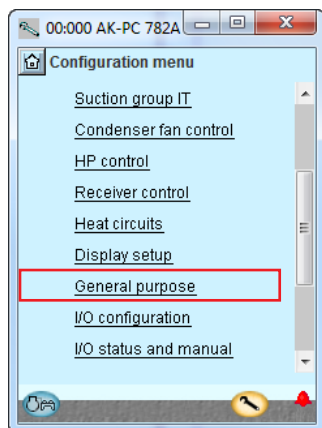 00:000 AK-PC 782A
Configuration menu
Suction group IT
Condenser fan control
HP control
Receiver control
Heat circuits
Display setup
General purpose
I/O configuration
I/O status and manual